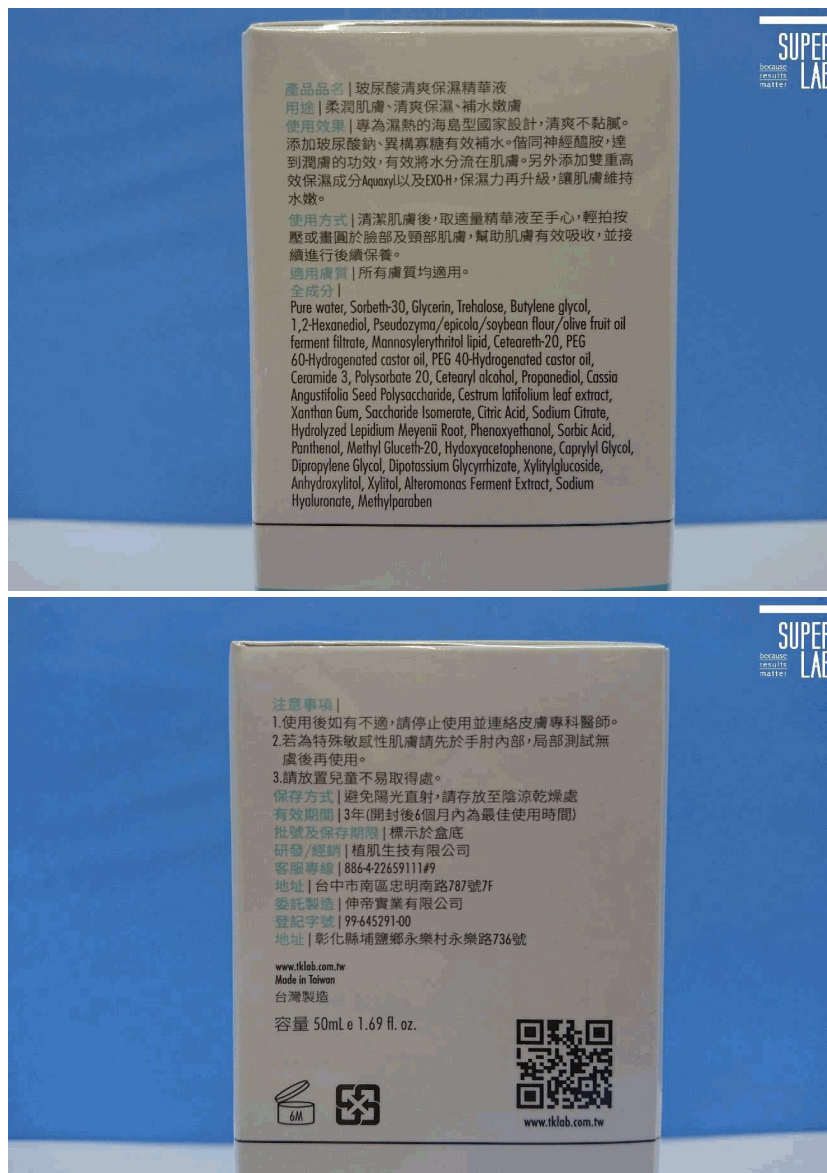 SUPER
LAB
because
results
matter
產品品名 | 玻尿酸清爽保濕精華液
用途 | 柔潤肌膚、清爽保濕、補水嫩膚
使用效果 | 專為濕熱的海島型國家設計，清爽不黏膩。
添加玻尿酸鈉、異構寡糖有效補水。偕同神經醯胺，達
到潤膚的功效，有效將水分流在肌膚。另外添加雙重高
效保濕成分Aquaxyl以及EXO-H，保濕力再升級，讓肌膚維持
水嫩。
使用方式 | 清潔肌膚後，取適量精華液至手心，輕拍按
壓或畫圓於臉部及頸部肌膚，幫助肌膚有效吸收，並接
續進行後續保養。
適用膚質 | 所有膚質均適用。
全成分 |
Pure water, Sorbeth-30, Glycerin, Trehalose, Butylene glycol,
1,2-Hexanediol, Pseudozyma/epicola/soybean flour/olive fruit oil
ferment filtrate, Mannosylerythritol lipid, Ceteareth-20, PEG
60-Hydrogenated castor oil, PEG 40-Hydrogenated castor oil,
Ceramide 3, Polysorbate 20, Cetearyl alcohol, Propanediol, Cassia
Angustifolia Seed Polysaccharide, Cestrum latifolium leaf extract,
Xanthan Gum, Saccharide Isomerate, Citric Acid, Sodium Citrate,
Hydrolyzed Lepidium Meyenii Root, Phenoxyethanol, Sorbic Acid,
Panthenol, Methyl Gluceth-20, Hydoxyacetophenone, Caprylyl Glycol,
Dipropylene Glycol, Dipotassium Glycyrrhizate, Xylitylglucoside,
Anhydroxylitol, Xylitol, Alteromonas Ferment Extract, Sodium
Hyaluronate, Methylparaben
SUPER
LAB
because
results
matter
注意事項 |
1.使用後如有不適，請停止使用並連絡皮膚專科醫師。
2.若為特殊敏感性肌膚請先於手肘內部，局部測試無
虞後再使用。
3.請放置兒童不易取得處。
保存方式 | 避免陽光直射，請存放至陰涼乾燥處
有效期間 | 3年(開封後6個月內為最佳使用時間)
批號及保存期限 | 標示於盒底
研發/經銷 | 植肌生技有限公司
客服專線 | 886-4-22659111#9
地址 | 台中市南區忠明南路787號7F
委託製造 | 伸帝實業有限公司
登記字號 | 99-645291-00
地址 | 彰化縣埔鹽鄉永樂村永樂路736號
www.tklab.com.tw
Made in Taiwan
台灣製造
容量 50mL e 1.69 fl. oz.
6M
www.tklab.com.tw